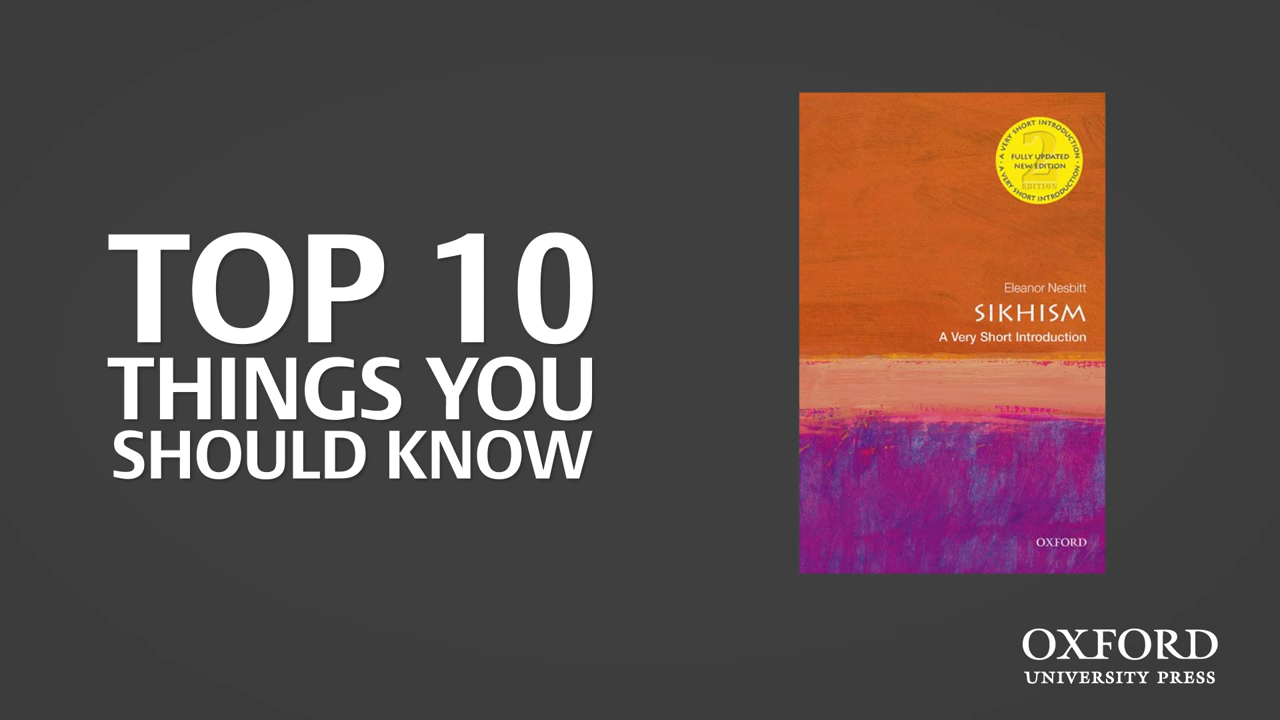 TOP 10
THINGS YOU
SHOULD KNOW
· A VERY SHORT INTRODUCTION ·
2
FULLY UPDATED
NEW EDITION
EDITION
A VERY SHORT INTRODUCTION
Eleanor Nesbitt
SIKHISM
A Very Short Introduction
OXFORD
OXFORD
UNIVERSITY PRESS